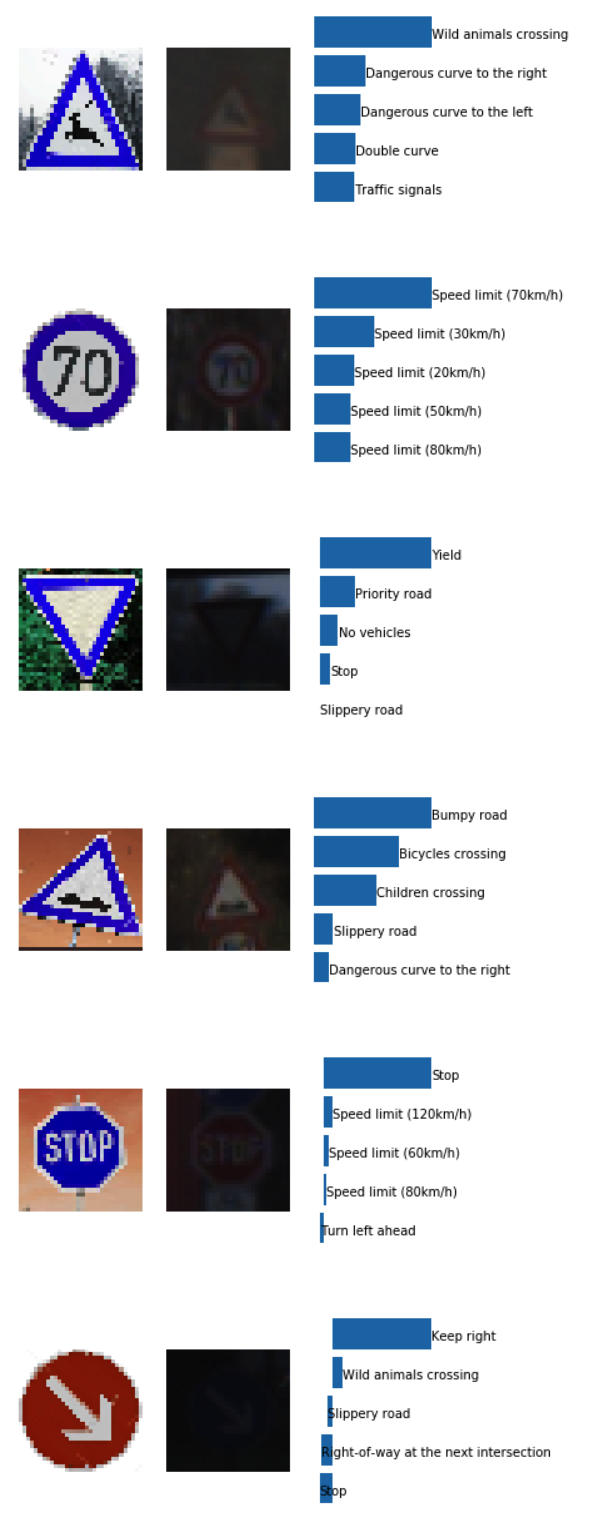 Wild animals crossing
Dangerous curve to the right
Dangerous curve to the left
Double curve
Traffic signals
70
70
Speed limit (70km/h)
Speed limit (30km/h)
Speed limit (20km/h)
Speed limit (50km/h)
Speed limit (80km/h)
Yield
Priority road
No vehicles
Stop
Slippery road
Bumpy road
Bicycles crossing
Children crossing
Slippery road
Dangerous curve to the right
STOP
STOP
Stop
Speed limit (120km/h)
Speed limit (60km/h)
Speed limit (80km/h)
Turn left ahead
Keep right
Wild animals crossing
Slippery road
Right-of-way at the next intersection
Stop